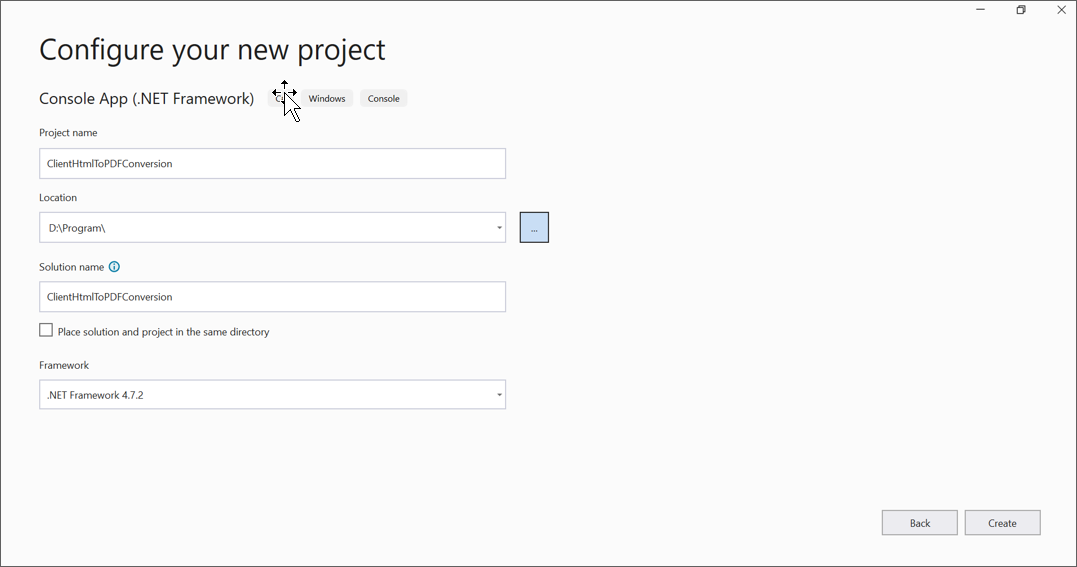 Configure your new project
Console App (.NET Framework) Windows Console
Project name
ClientHtmlToPDFConversion
Location
D:\Program\
...
Solution name
ClientHtmlToPDFConversion
Place solution and project in the same directory
Framework
.NET Framework 4.7.2
Back Create